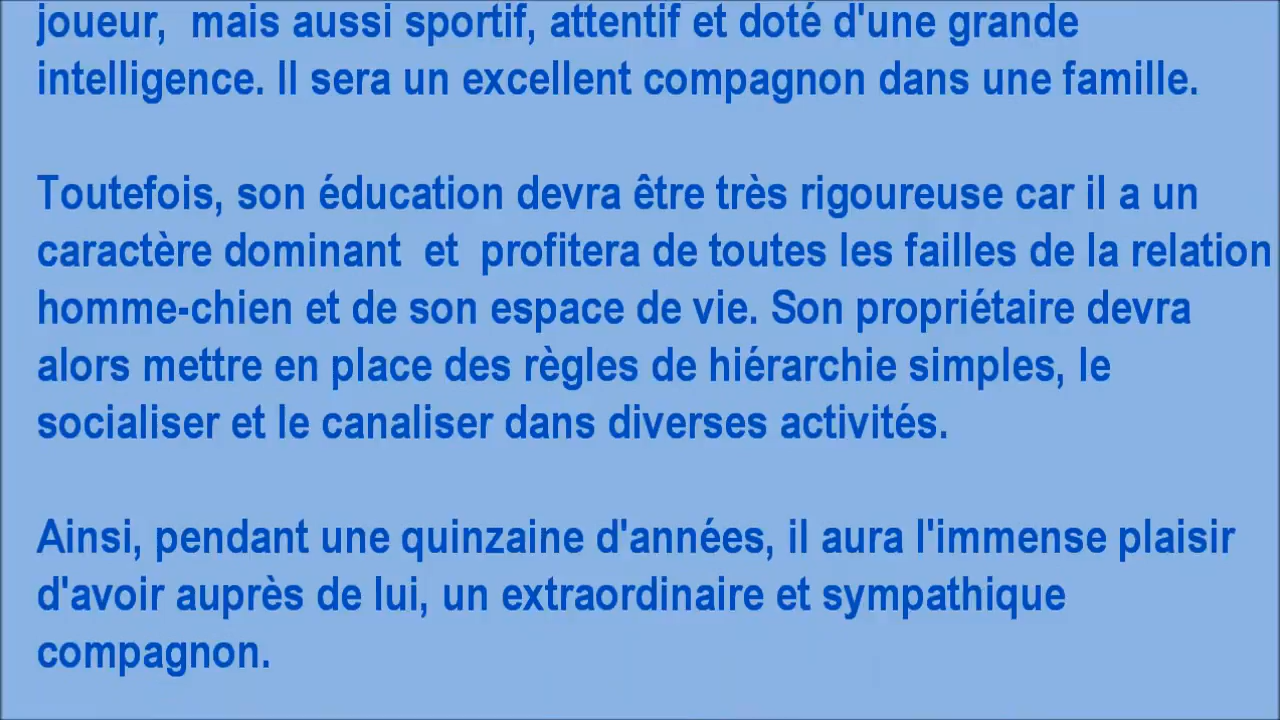 joueur,  mais aussi sportif, attentif et doté d'une grande
intelligence. Il sera un excellent compagnon dans une famille.
Toutefois, son éducation devra être très rigoureuse car il a un
caractère dominant  et  profitera de toutes les failles de la relation
homme-chien et de son espace de vie. Son propriétaire devra
alors mettre en place des règles de hiérarchie simples, le
socialiser et le canaliser dans diverses activités.
Ainsi, pendant une quinzaine d'années, il aura l'immense plaisir
d'avoir auprès de lui, un extraordinaire et sympathique
compagnon.